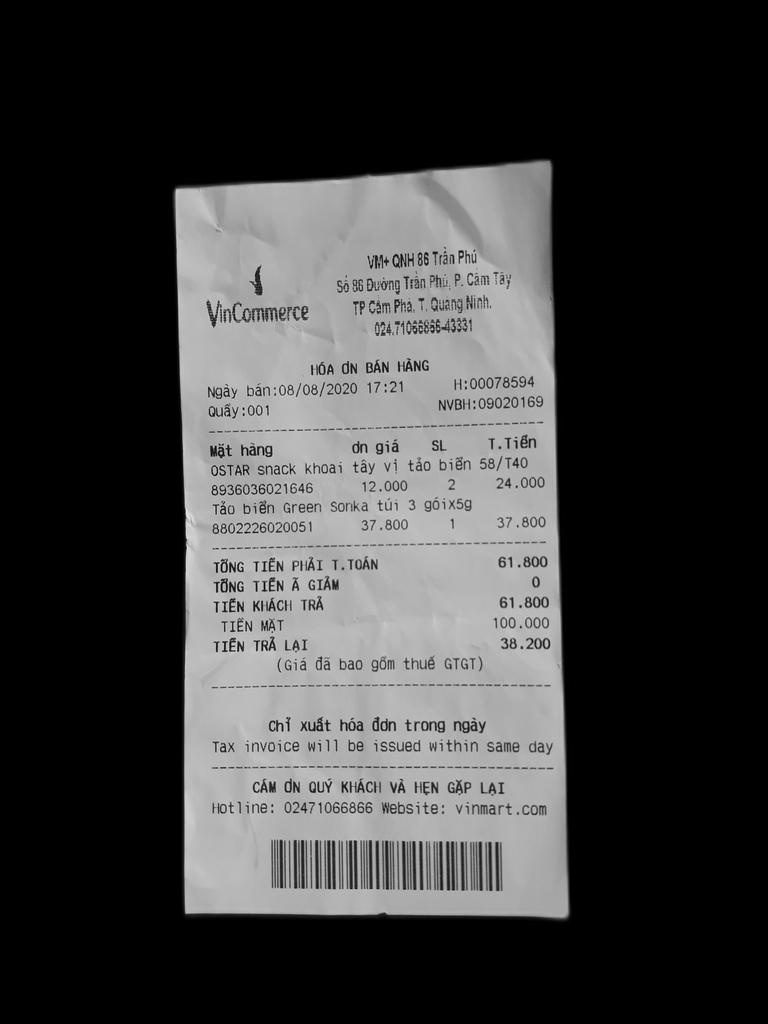 VinCommerce
VM+ QNH 86 Trần Phú
Số 86 Đường Trần Phú, P. Cẩm Tây
TP Cẩm Phả, T. Quảng Ninh.
024.71066866-43331
HÓA ƠN BÁN HÀNG
Ngày bán:08/08/2020 17:21 H:00078594
Quầy:001 NVBH:09020169
Mặt hàng ơn giá SL T.Tiền
OSTAR snack khoai tây vị tảo biển 58/T40
8936036021646 12.000 2 24.000
Tảo biển Green Sonka túi 3 góix5g
8802226020051 37.800 1 37.800
TỔNG TIỀN PHẢI T.TOÁN 61.800
TỔNG TIỀN Ã GIẢM 0
TIỀN KHÁCH TRẢ 61.800
TIỀN MẶT 100.000
TIỀN TRẢ LẠI 38.200
(Giá đã bao gồm thuế GTGT)
Chỉ xuất hóa đơn trong ngày
Tax invoice will be issued within same day
CÁM ƠN QUÝ KHÁCH VÀ HẸN GẶP LẠI
Hotline: 02471066866 Website: vinmart.com